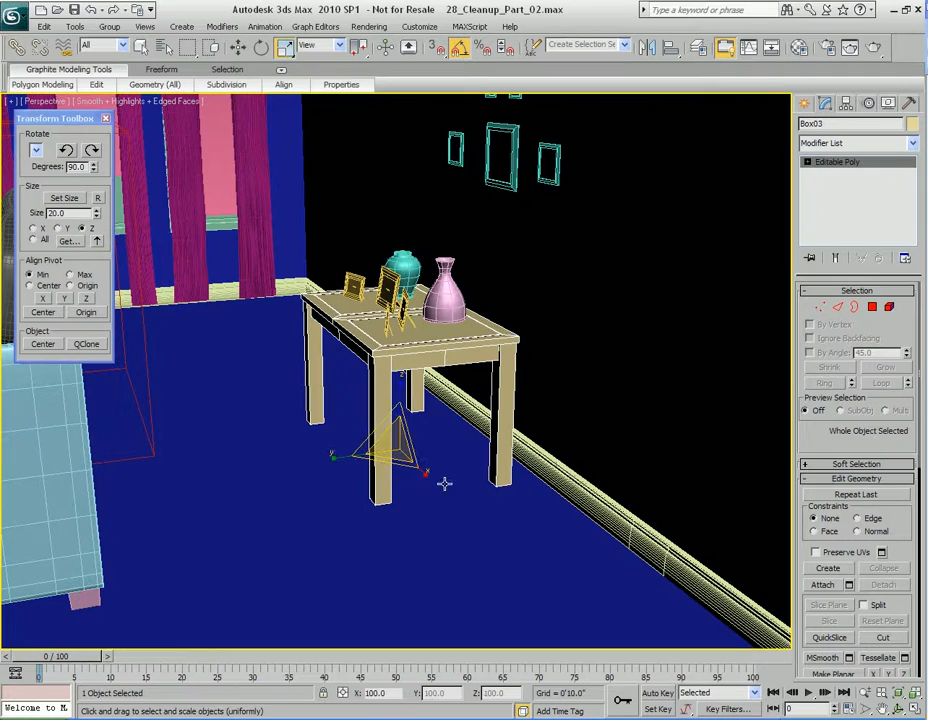 Autodesk 3ds Max 2010 SP1 - Not for Resale 28_Cleanup_Part_02.max
Type a keyword or phrase
Edit Tools Group Views Create Modifiers Animation Graph Editors Rendering Customize MAXScript Help
All
View
Create Selection Se
Graphite Modeling Tools Freeform Selection
Polygon Modeling Edit Geometry (All) Subdivision Align Properties
[ + ] [ Perspective ] [ Smooth + Highlights + Edged Faces ]
Transform Toolbox
Rotate
Degrees: 90.0
Size
Set Size R
Size 20.0
X Y Z
All Get...
Align Pivot
Min Max
Center Origin
X Y Z
Center Origin
Object
Center QClone
z
y
x
Box03
Modifier List
Editable Poly
Selection
By Vertex
Ignore Backfacing
By Angle: 45.0
Shrink Grow
Ring Loop
Preview Selection
Off SubObj Multi
Whole Object Selected
Soft Selection
Edit Geometry
Repeat Last
Constraints
None Edge
Face Normal
Preserve UVs
Create Collapse
Attach Detach
Slice Plane Split
Slice Reset Plane
QuickSlice Cut
MSmooth Tessellate
Make Planar X Y Z
0 / 100
0 5 10 15 20 25 30 35 40 45 50 55 60 65 70 75 80 85 90 95 100
1 Object Selected X: 100.0 Y: 100.0 Z: 100.0 Grid = 0'10.0" Auto Key Selected
Welcome to M Click and drag to select and scale objects (uniformly) Add Time Tag Set Key Key Filters... 0